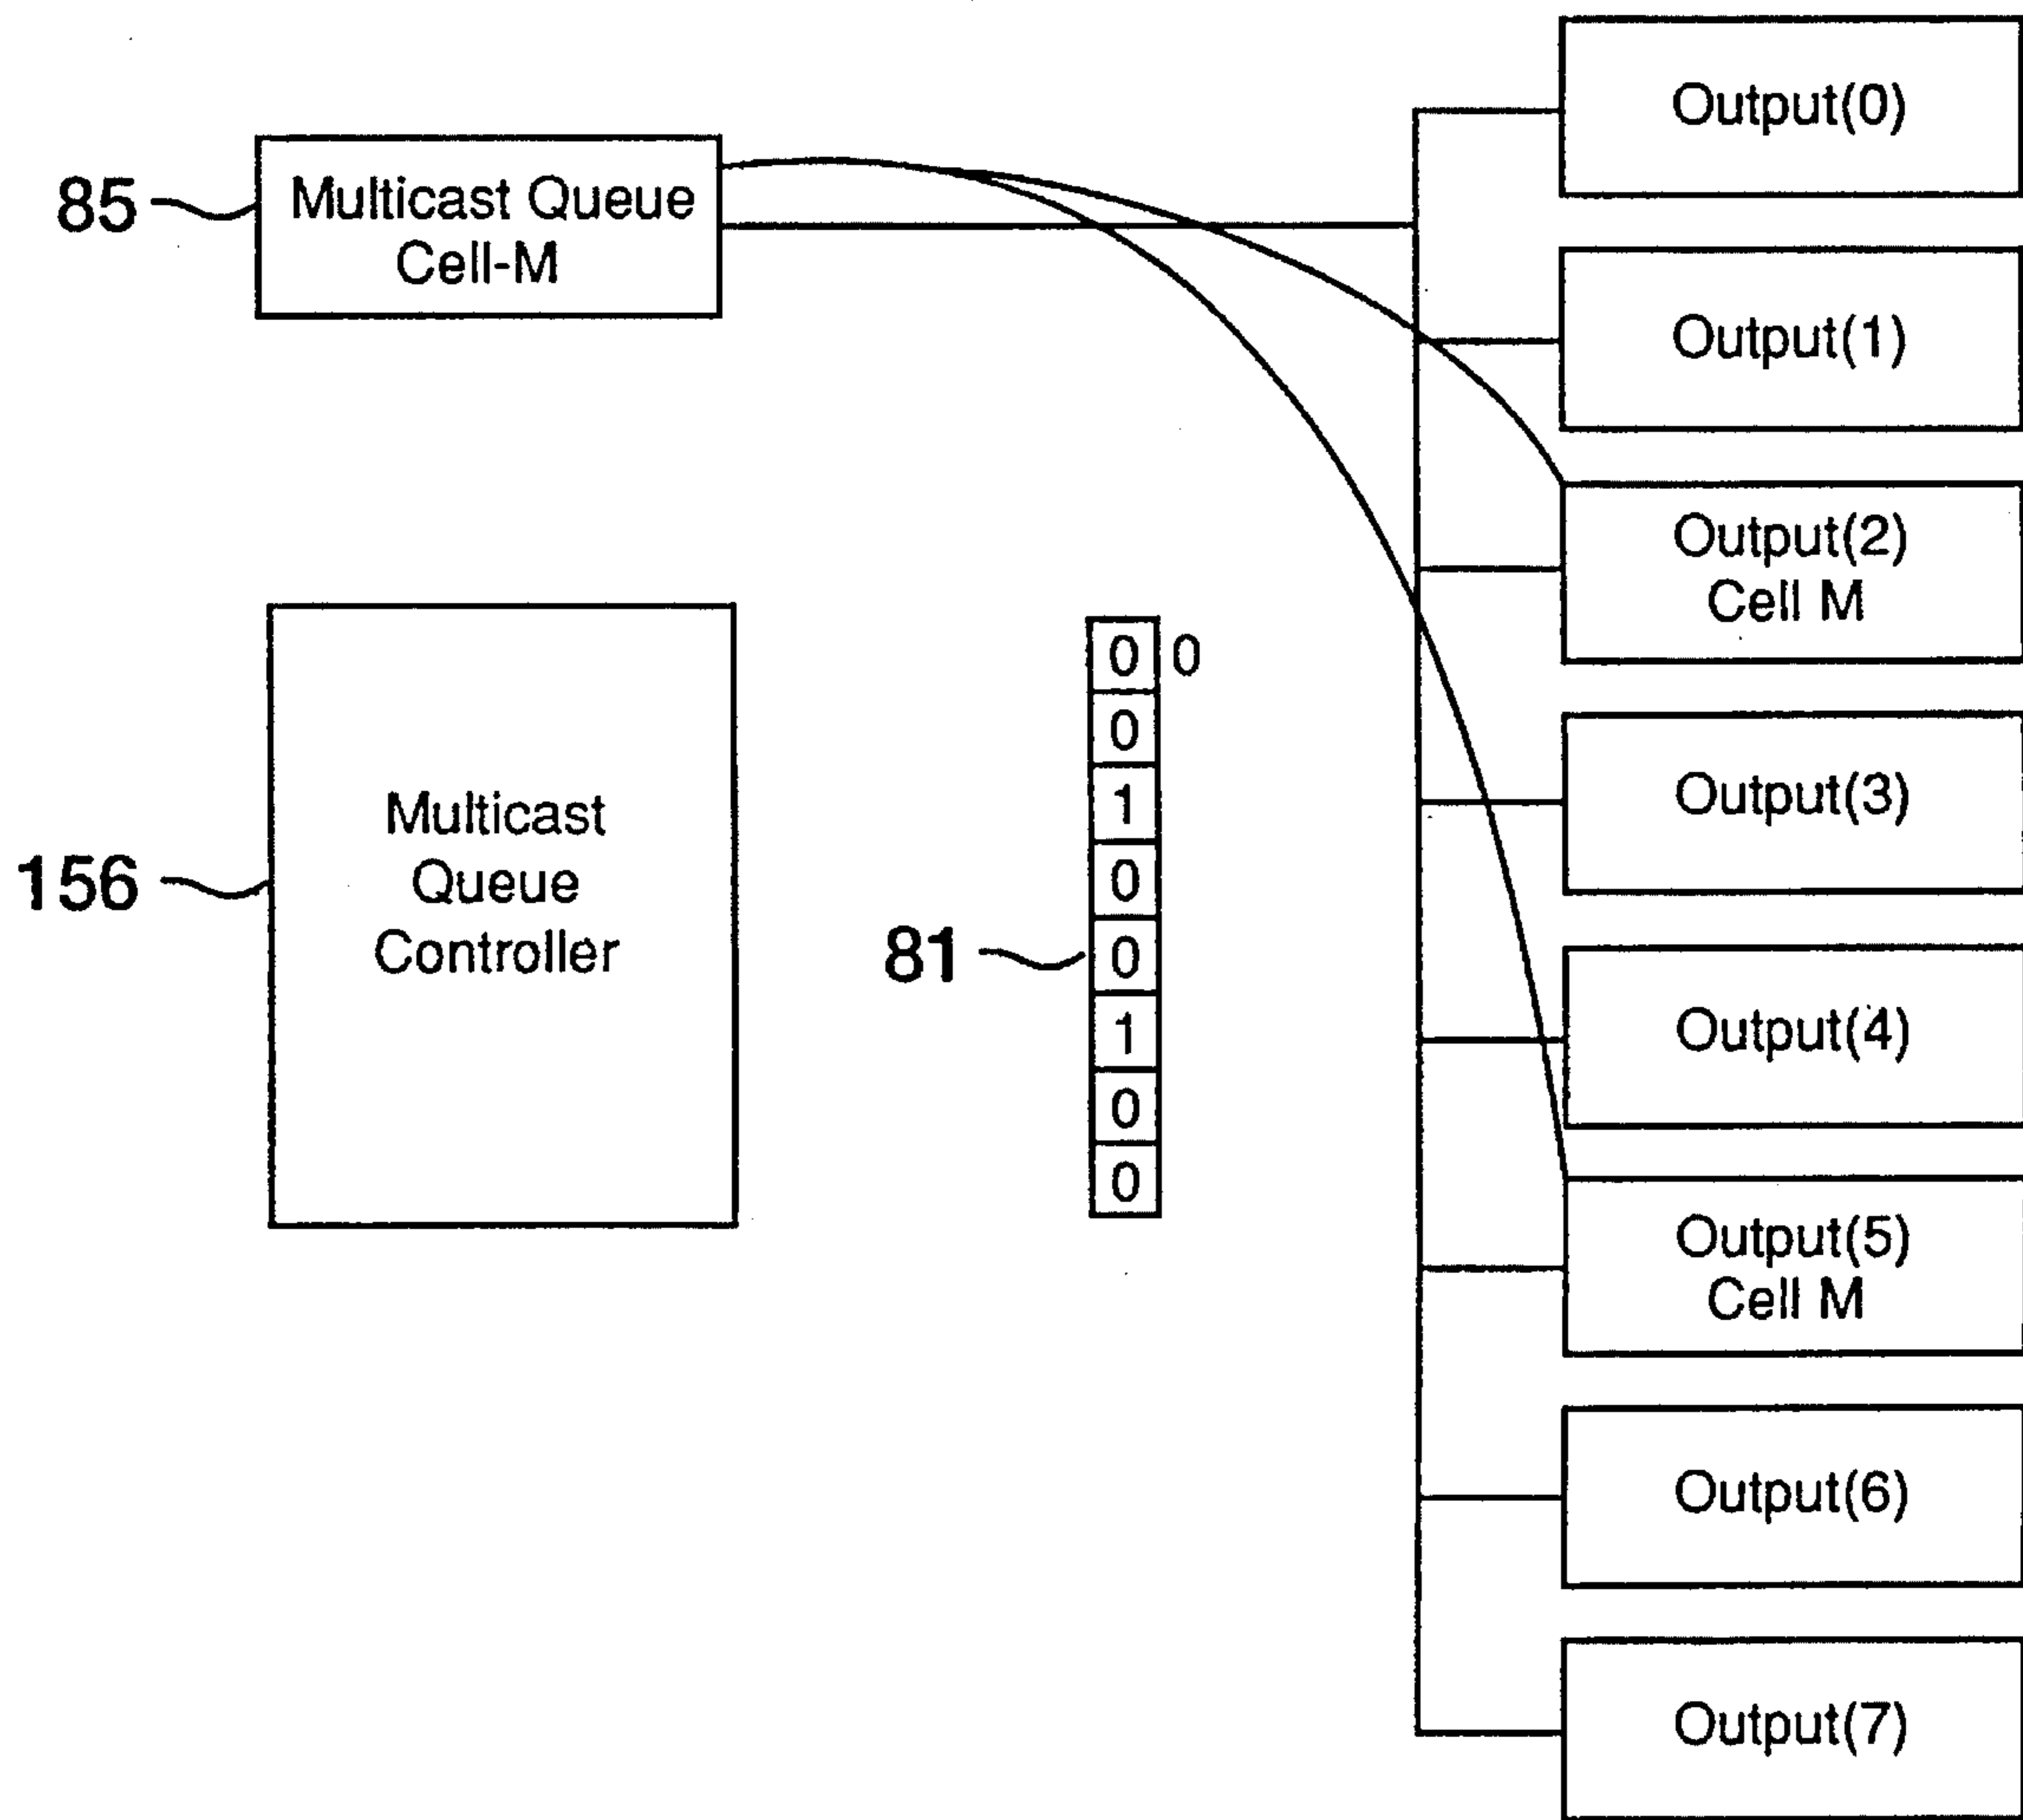 85
Multicast Queue
Cell-M
156
Multicast
Queue
Controller
81
0 0
0
1
0
0
1
0
0
Output(0)
Output(1)
Output(2)
Cell M
Output(3)
Output(4)
Output(5)
Cell M
Output(6)
Output(7)